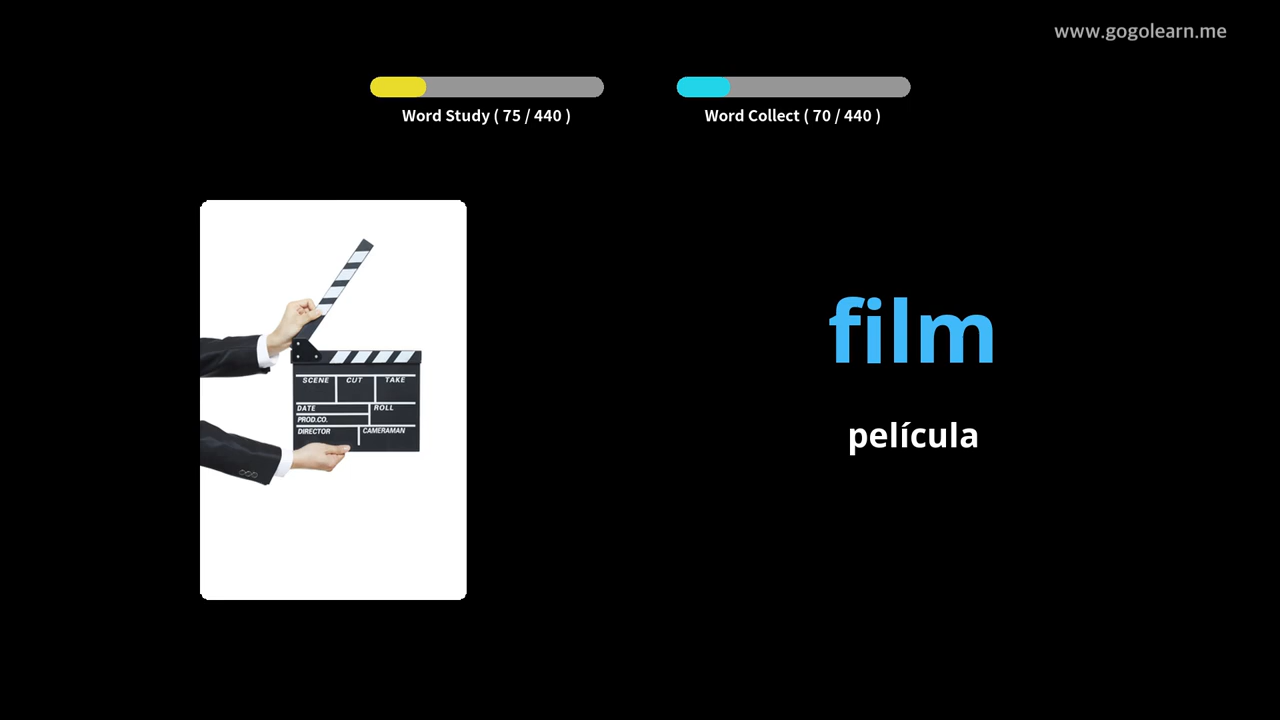 www.gogolearn.me
Word Study ( 75 / 440 )
Word Collect ( 70 / 440 )
SCENE CUT TAKE
DATE ROLL
PROD.CO.
DIRECTOR CAMERAMAN
film
película